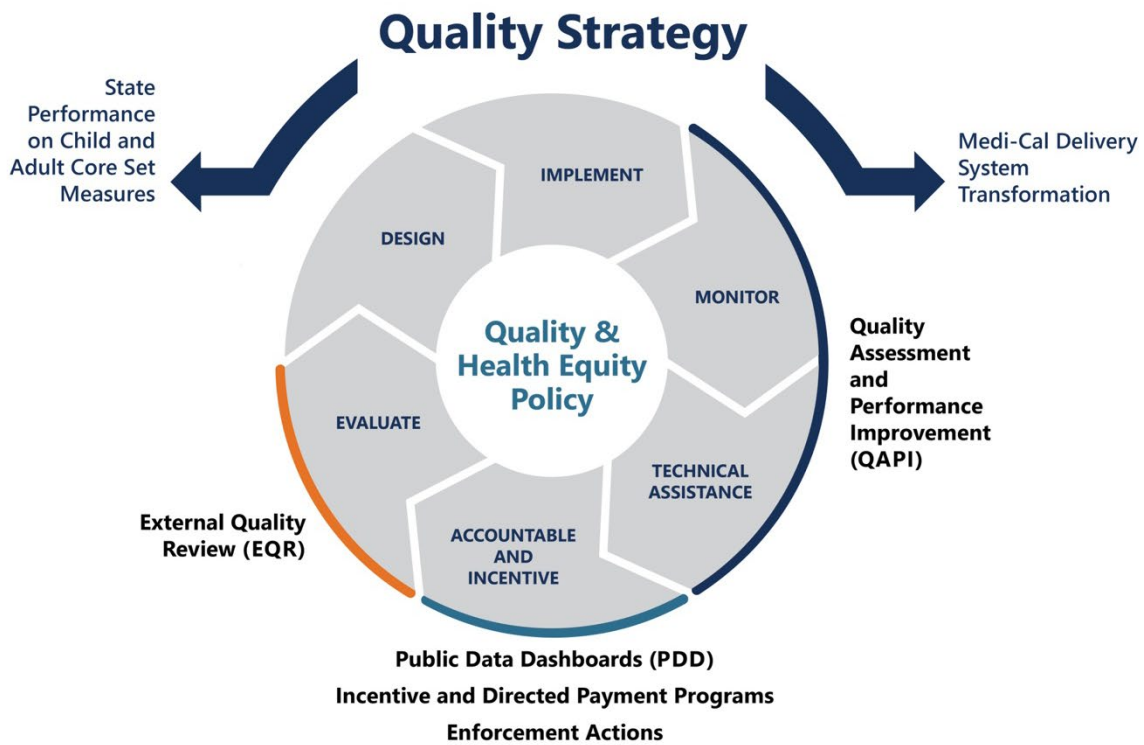 Quality Strategy
State
Performance
on Child and
Adult Core Set
Measures
Medi-Cal Delivery
System
Transformation
IMPLEMENT
DESIGN
MONITOR
Quality &
Health Equity
Policy
Quality
Assessment
and
Performance
Improvement
(QAPI)
EVALUATE
TECHNICAL
ASSISTANCE
External Quality
Review (EQR)
ACCOUNTABLE
AND
INCENTIVE
Public Data Dashboards (PDD)
Incentive and Directed Payment Programs
Enforcement Actions